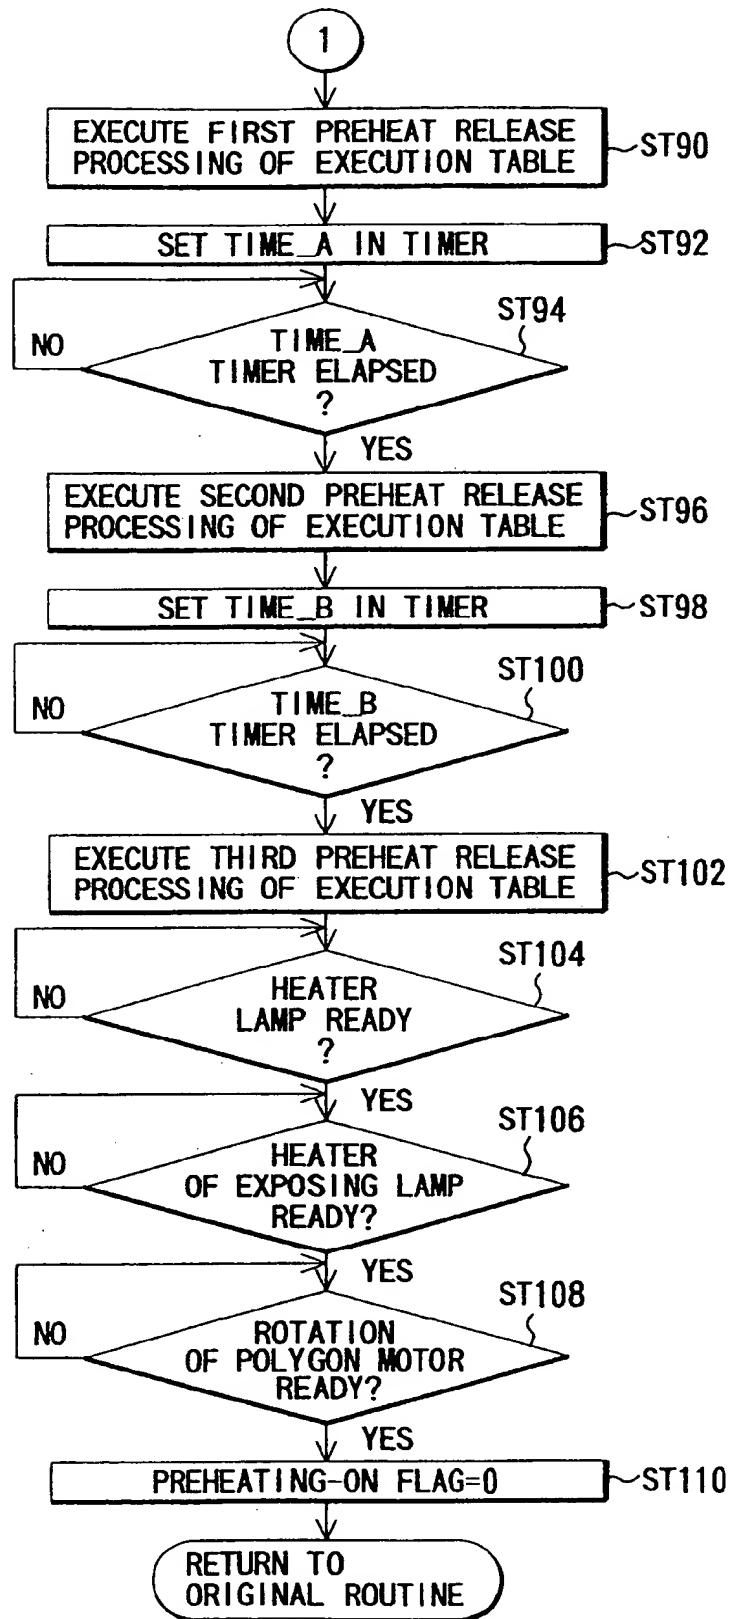 1
EXECUTE FIRST PREHEAT RELEASE
PROCESSING OF EXECUTION TABLE
ST90
SET TIME_A IN TIMER
ST92
ST94
TIME_A
TIMER ELAPSED
?
NO
YES
EXECUTE SECOND PREHEAT RELEASE
PROCESSING OF EXECUTION TABLE
ST96
SET TIME_B IN TIMER
ST98
ST100
TIME_B
TIMER ELAPSED
?
NO
YES
EXECUTE THIRD PREHEAT RELEASE
PROCESSING OF EXECUTION TABLE
ST102
ST104
HEATER
LAMP READY
?
NO
YES
ST106
HEATER
OF EXPOSING LAMP
READY?
NO
YES
ST108
ROTATION
OF POLYGON MOTOR
READY?
NO
YES
PREHEATING-ON FLAG=0
ST110
RETURN TO
ORIGINAL ROUTINE